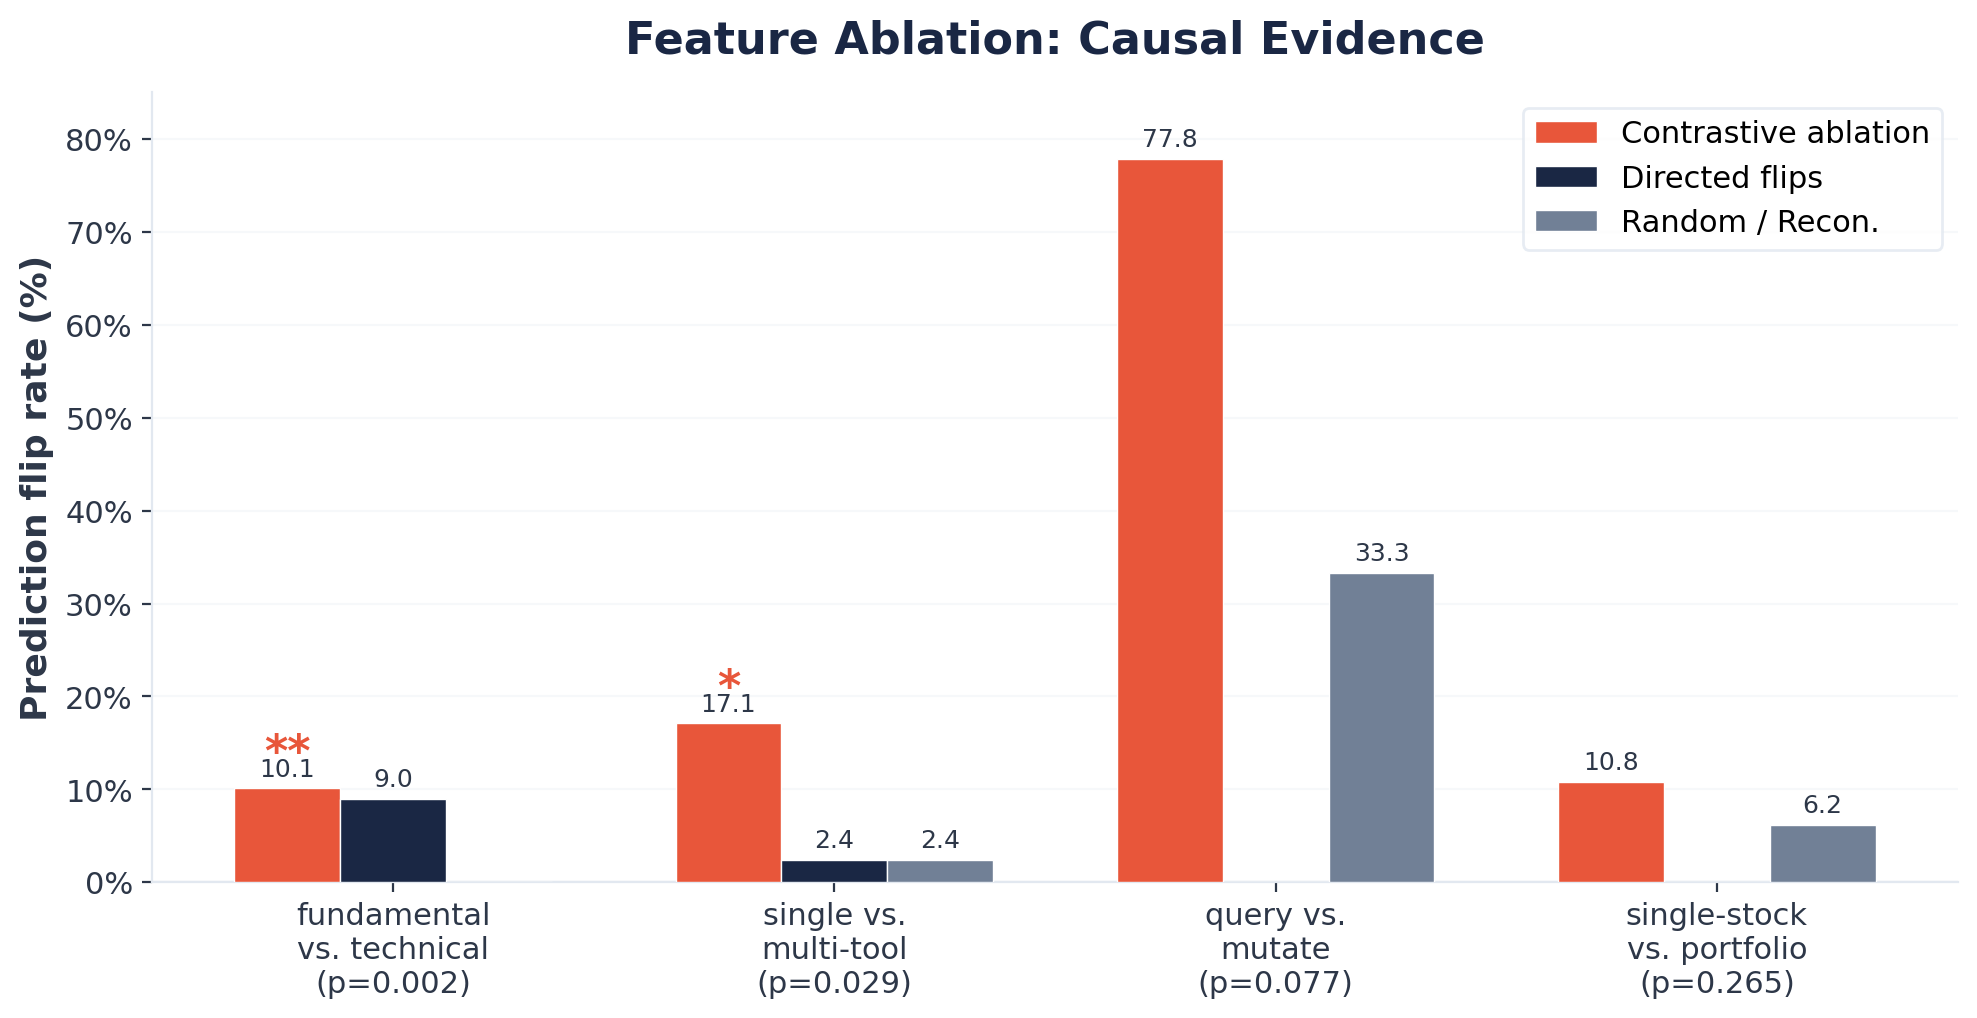 Feature Ablation: Causal Evidence
Prediction flip rate (%)
80%
70%
60%
50%
40%
30%
20%
10%
0%
Contrastive ablation
Directed flips
Random / Recon.
**
10.1
9.0
*
17.1
2.4
2.4
77.8
33.3
10.8
6.2
fundamental
vs. technical
(p=0.002)
single vs.
multi-tool
(p=0.029)
query vs.
mutate
(p=0.077)
single-stock
vs. portfolio
(p=0.265)